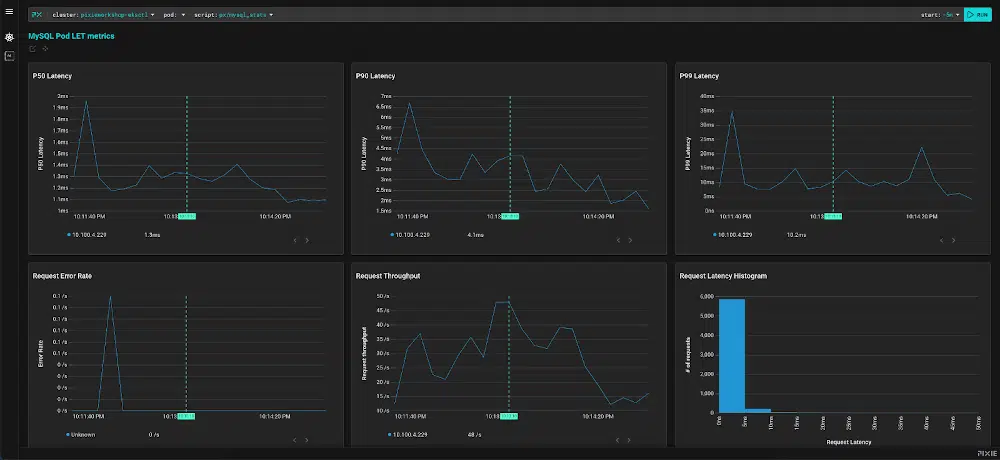 PIX cluster: pixieworkshop-eksctl pod: script: px/mysql_stats start: -5m RUN
MySQL Pod LET metrics
P50 Latency
2ms
1.9ms
1.8ms
1.7ms
1.6ms
1.5ms
1.4ms
1.3ms
1.2ms
1.1ms
1ms
P50 Latency
10:11:40 PM 10:13 10:14:20 PM
10.100.4.229 1.3ms
P90 Latency
7ms
6.5ms
6ms
5.5ms
5ms
4.5ms
4ms
3.5ms
3ms
2.5ms
2ms
1.5ms
P90 Latency
10:11:40 PM 10:13 10:14:20 PM
10.100.4.229 4.1ms
P99 Latency
40ms
35ms
30ms
25ms
20ms
15ms
10ms
5ms
0ns
P99 Latency
10:11:40 PM 10:13 10:14:20 PM
10.100.4.229 10.2ms
Request Error Rate
0.1 /s
0.1 /s
0.1 /s
0.1 /s
0.1 /s
0.1 /s
0 /s
0 /s
0 /s
0 /s
0 /s
Error Rate
10:11:40 PM 10:13 10:14:20 PM
Unknown 0 /s
Request Throughput
50 /s
45 /s
40 /s
35 /s
30 /s
25 /s
20 /s
15 /s
10 /s
Request throughput
10:11:40 PM 10:13 10:14:20 PM
10.100.4.229 48 /s
Request Latency Histogram
6,000
5,000
4,000
3,000
2,000
1,000
0
# of requests
0ns 5ms 10ms 15ms 20ms 25ms 30ms 35ms 40ms 45ms 50ms
Request Latency
PIXIE